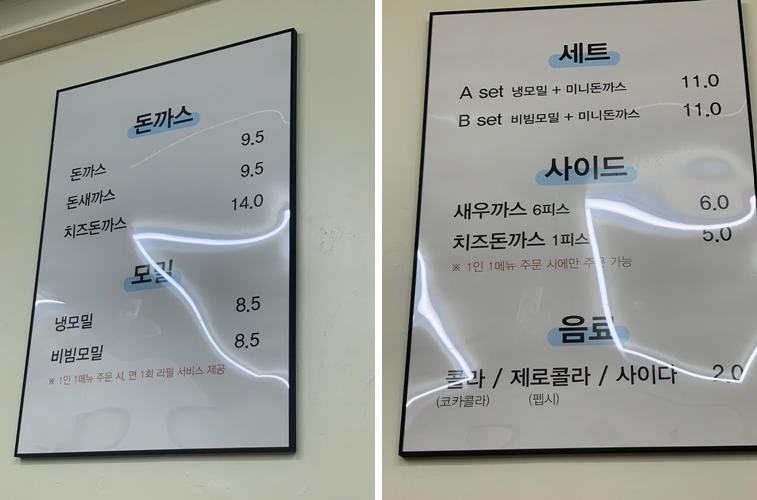 돈까스
돈까스 9.5
돈새까스 9.5
치즈돈까스 14.0
모밀
냉모밀 8.5
비빔모밀 8.5
※ 1인 1메뉴 주문 시, 면 1회 리필 서비스 제공
세트
A set 냉모밀 + 미니돈까스 11.0
B set 비빔모밀 + 미니돈까스 11.0
사이드
새우까스 6피스 6.0
치즈돈까스 1피스 5.0
※ 1인 1메뉴 주문 시에만 주문 가능
음료
콜라 / 제로콜라 / 사이다 2.0
(코카콜라) (펩시)